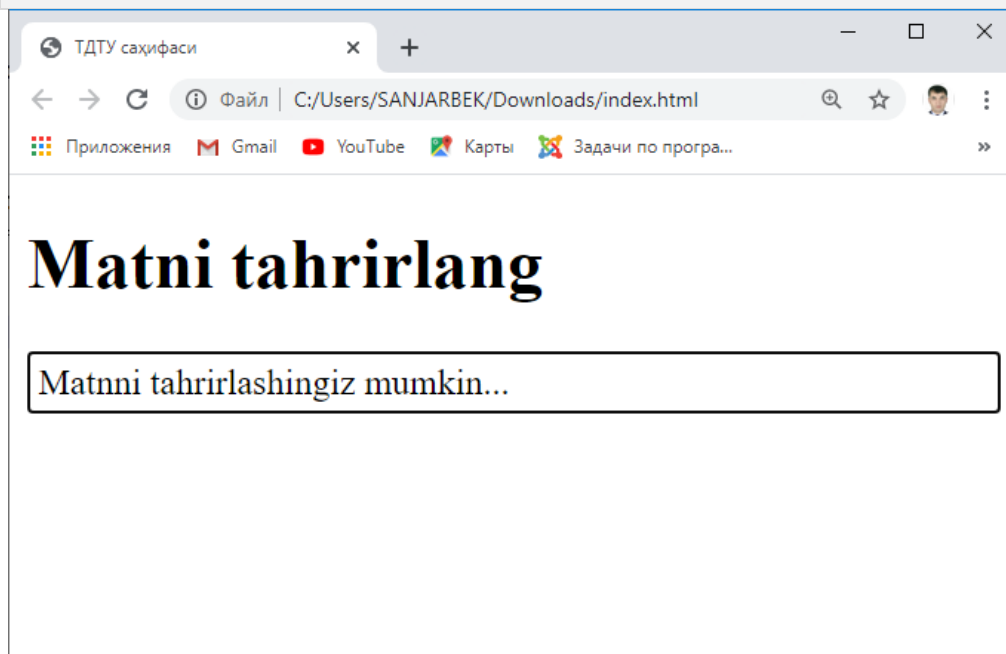 ТДТУ саҳифаси
Файл C:/Users/SANJARBEK/Downloads/index.html
Приложения Gmail YouTube Карты Задачи по програ...
Matni tahrirlang
Matnni tahrirlashingiz mumkin...